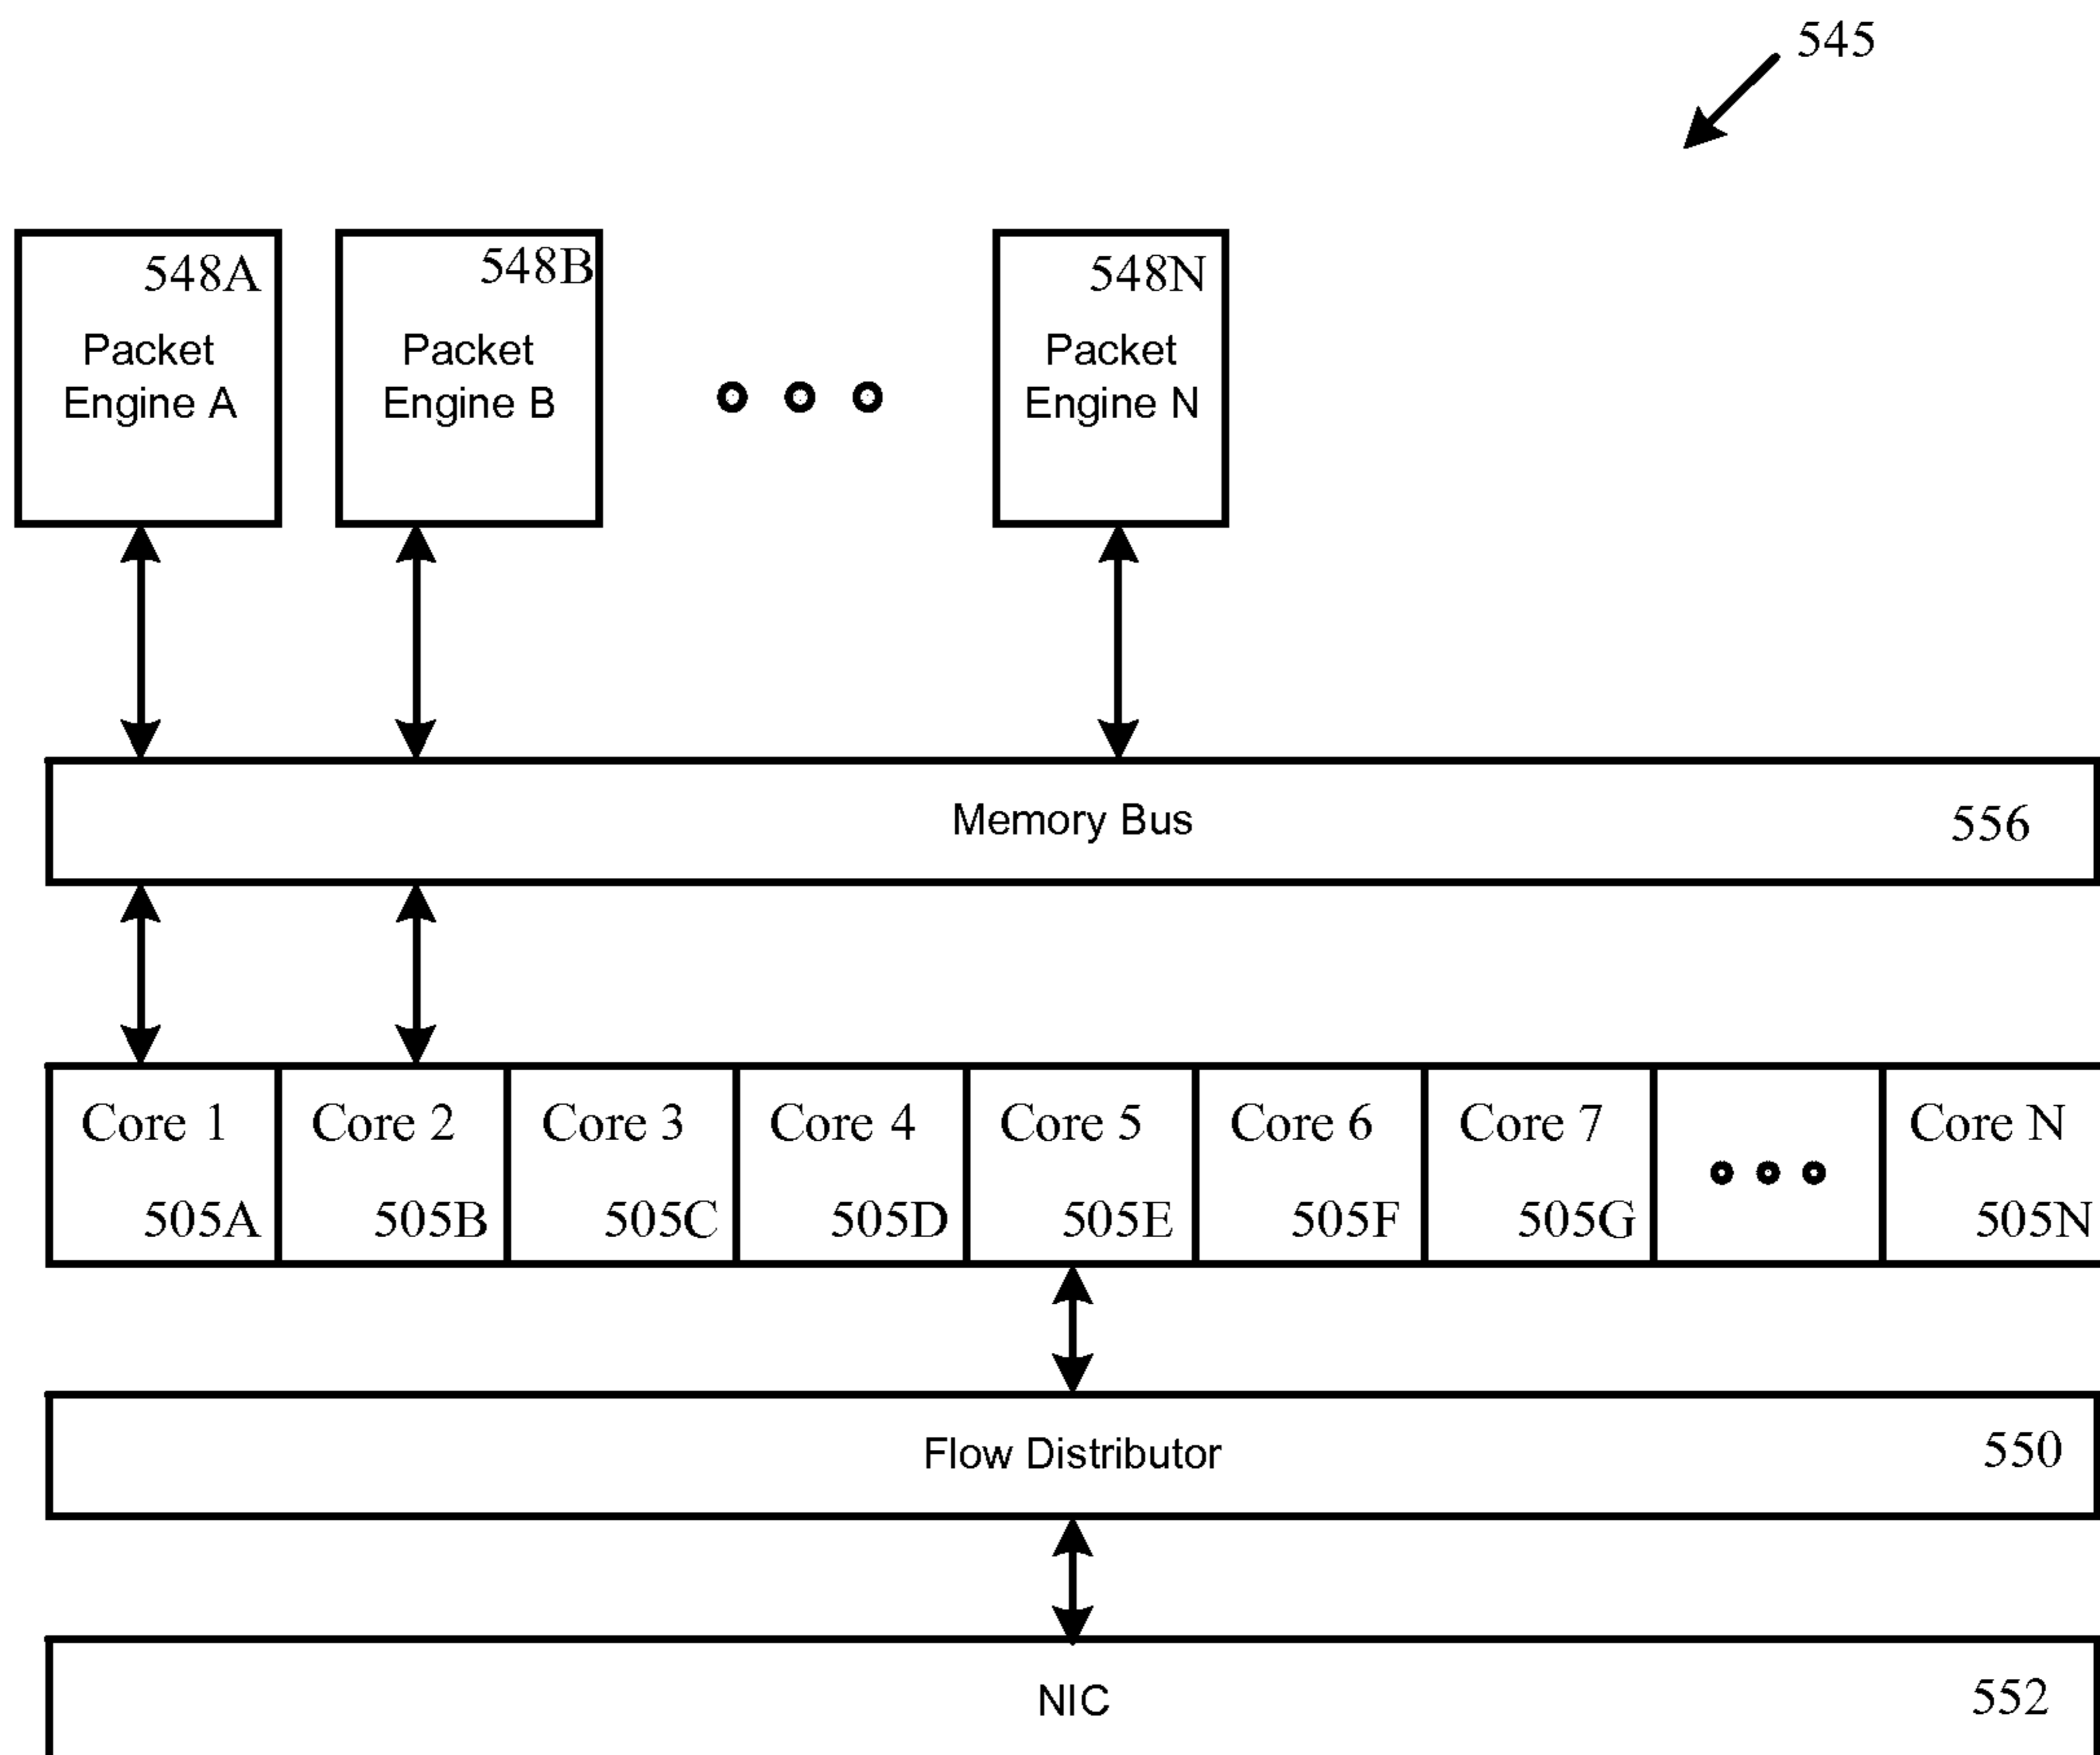 545
548A
Packet
Engine A
548B
Packet
Engine B
548N
Packet
Engine N
Memory Bus
556
Core 1
505A
Core 2
505B
Core 3
505C
Core 4
505D
Core 5
505E
Core 6
505F
Core 7
505G
Core N
505N
Flow Distributor
550
NIC
552